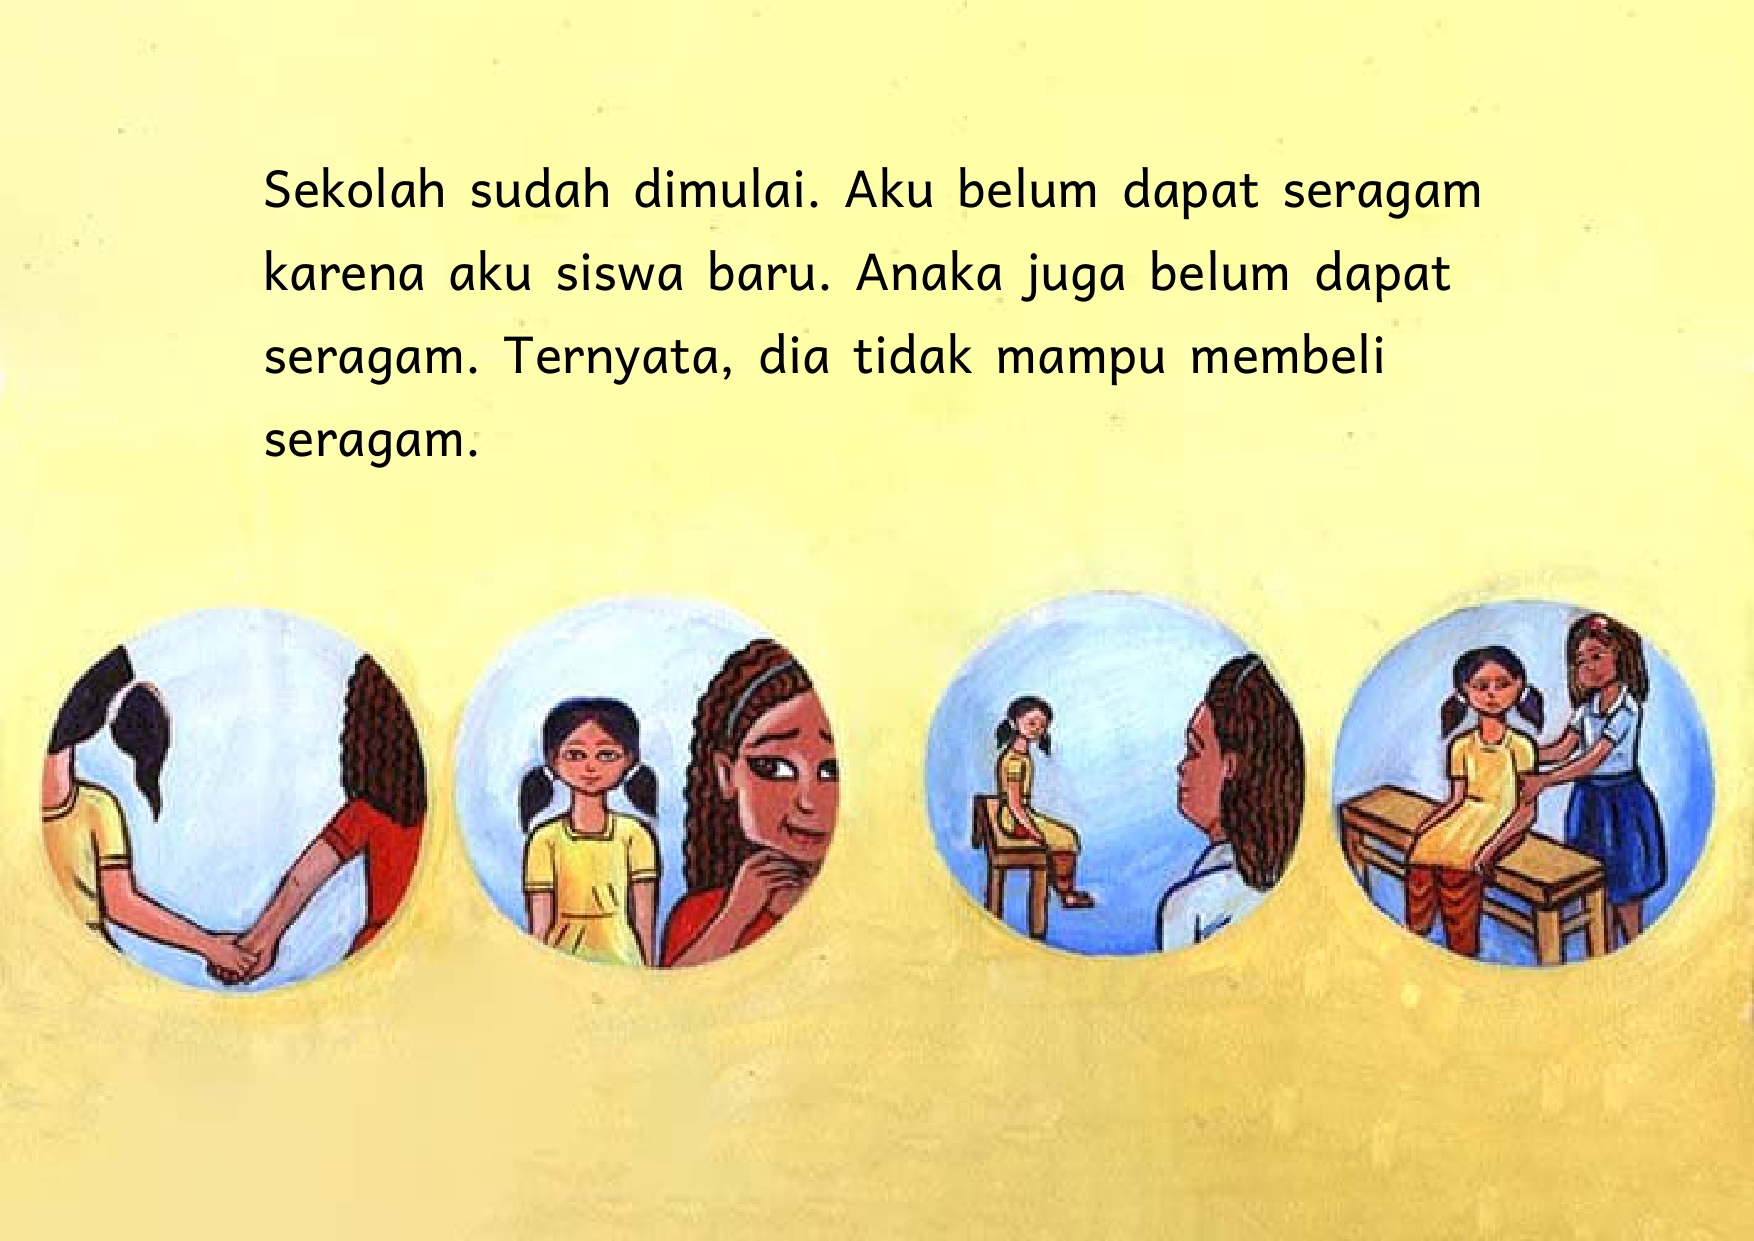 Sekolah sudah dimulai. Aku belum dapat seragam
karena aku siswa baru. Anaka juga belum dapat
seragam. Ternyata, dia tidak mampu membeli
seragam.